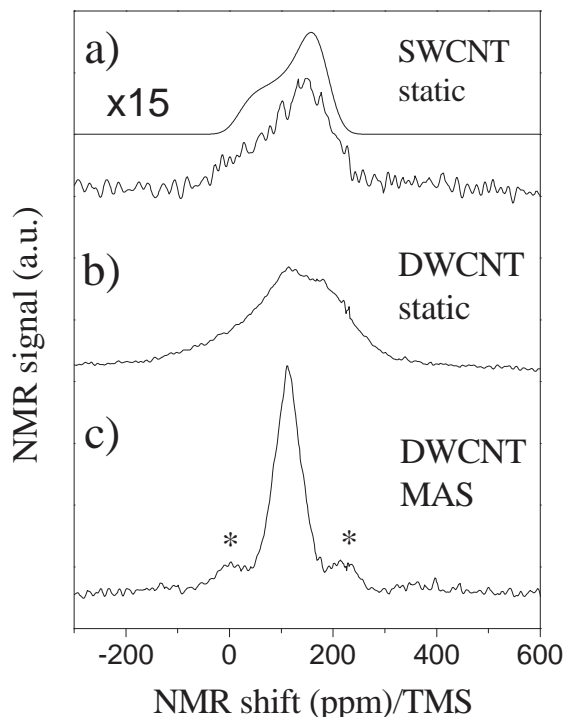 a)
SWCNT
static
x15
b)
DWCNT
static
c)
DWCNT
MAS
*
*
NMR signal (a.u.)
-200
0
200
400
600
NMR shift (ppm)/TMS